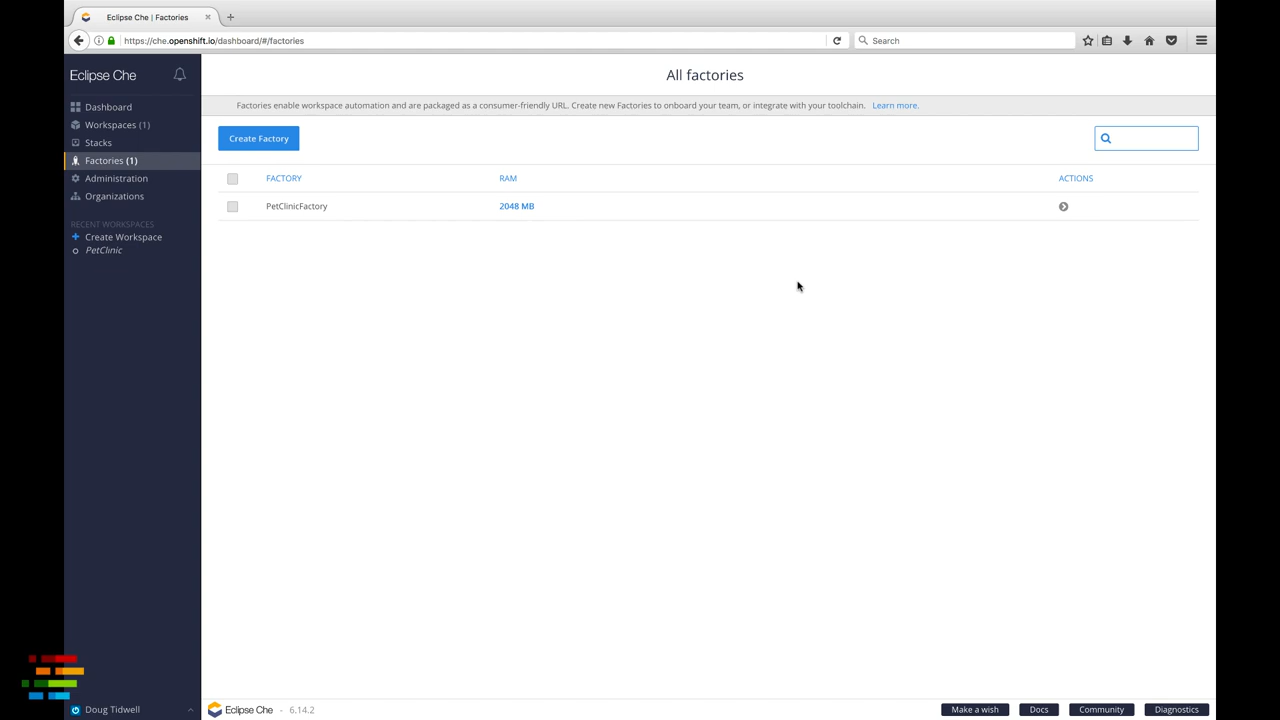 Eclipse Che | Factories
https://che.openshift.io/dashboard/#/factories
Search
Eclipse Che
Dashboard
Workspaces (1)
Stacks
Factories (1)
Administration
Organizations
RECENT WORKSPACES
Create Workspace
PetClinic
Doug Tidwell
All factories
Factories enable workspace automation and are packaged as a consumer-friendly URL. Create new Factories to onboard your team, or integrate with your toolchain. Learn more.
Create Factory
FACTORY RAM ACTIONS
PetClinicFactory 2048 MB
Eclipse Che - 6.14.2
Make a wish Docs Community Diagnostics